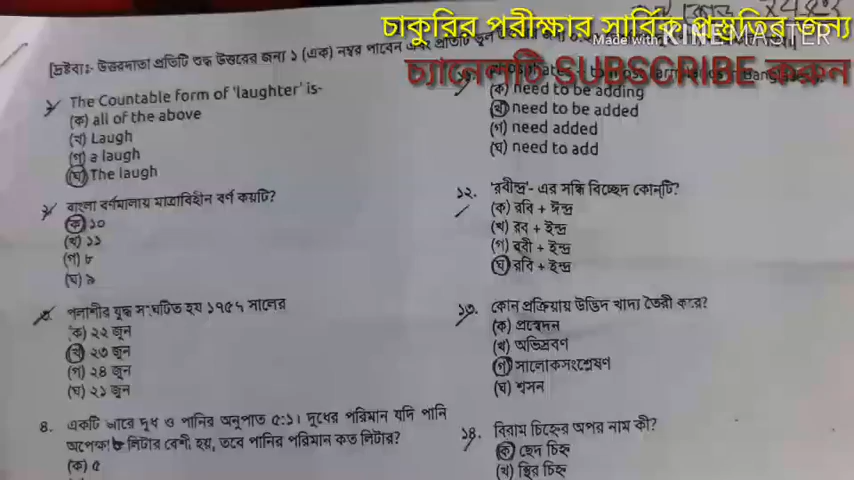 চাকুরির পরীক্ষার সার্বিক প্রস্তুতির জন্য
Made with KINEMASTER
চ্যানেলটি SUBSCRIBE করুন
[দ্রষ্টব্যঃ- উত্তরদাতা প্রতিটি শুদ্ধ উত্তরের জন্য ১ (এক) নম্বর পাবেন এবং প্রতিটি ভুল
১. The Countable form of 'laughter' is-
(ক) all of the above
(খ) Laugh
(গ) a laugh
(ঘ) The laugh
২. বাংলা বর্ণমালায় মাত্রাবিহীন বর্ণ কয়টি?
(ক) ১০
(খ) ১১
(গ) ৮
(ঘ) ৯
৩. পলাশীর যুদ্ধ সংঘটিত হয় ১৭৫৭ সালের
(ক) ২২ জুন
(খ) ২৩ জুন
(গ) ২৪ জুন
(ঘ) ২১ জুন
৪. একটি জারে দুধ ও পানির অনুপাত ৫:১। দুধের পরিমান যদি পানি
অপেক্ষা ৮ লিটার বেশী হয়, তবে পানির পরিমান কত লিটার?
(ক) ৫
(ক) need to be adding
(খ) need to be added
(গ) need added
(ঘ) need to add
১২. 'রবীন্দ্র'- এর সন্ধি বিচ্ছেদ কোন্‌টি?
(ক) রবি + ঈন্দ্র
(খ) রব + ইন্দ্র
(গ) রবী + ইন্দ্র
(ঘ) রবি + ইন্দ্র
১৩. কোন প্রক্রিয়ায় উদ্ভিদ খাদ্য তৈরী করে?
(ক) প্রস্বেদন
(খ) অভিস্রবণ
(গ) সালোকসংশ্লেষণ
(ঘ) শ্বসন
১৪. বিরাম চিহ্নের অপর নাম কী?
(ক) ছেদ চিহ্ন
(খ) স্থির চিহ্ন